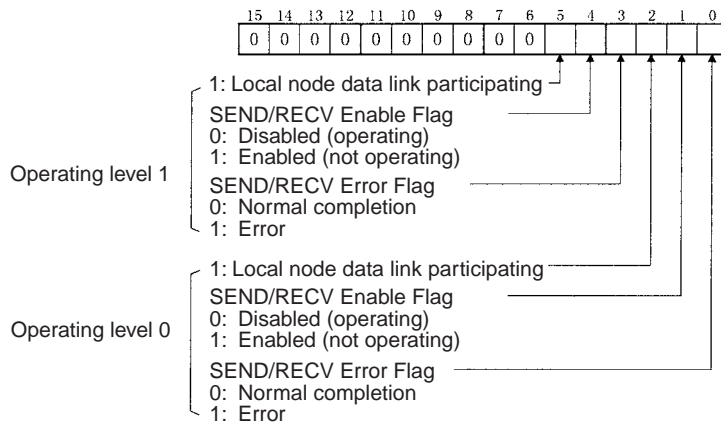 15 14 13 12 11 10 9 8 7 6 5 4 3 2 1 0
0 0 0 0 0 0 0 0 0 0
1: Local node data link participating
SEND/RECV Enable Flag
0: Disabled (operating)
1: Enabled (not operating)
Operating level 1
SEND/RECV Error Flag
0: Normal completion
1: Error
1: Local node data link participating
SEND/RECV Enable Flag
0: Disabled (operating)
Operating level 0
1: Enabled (not operating)
SEND/RECV Error Flag
0: Normal completion
1: Error